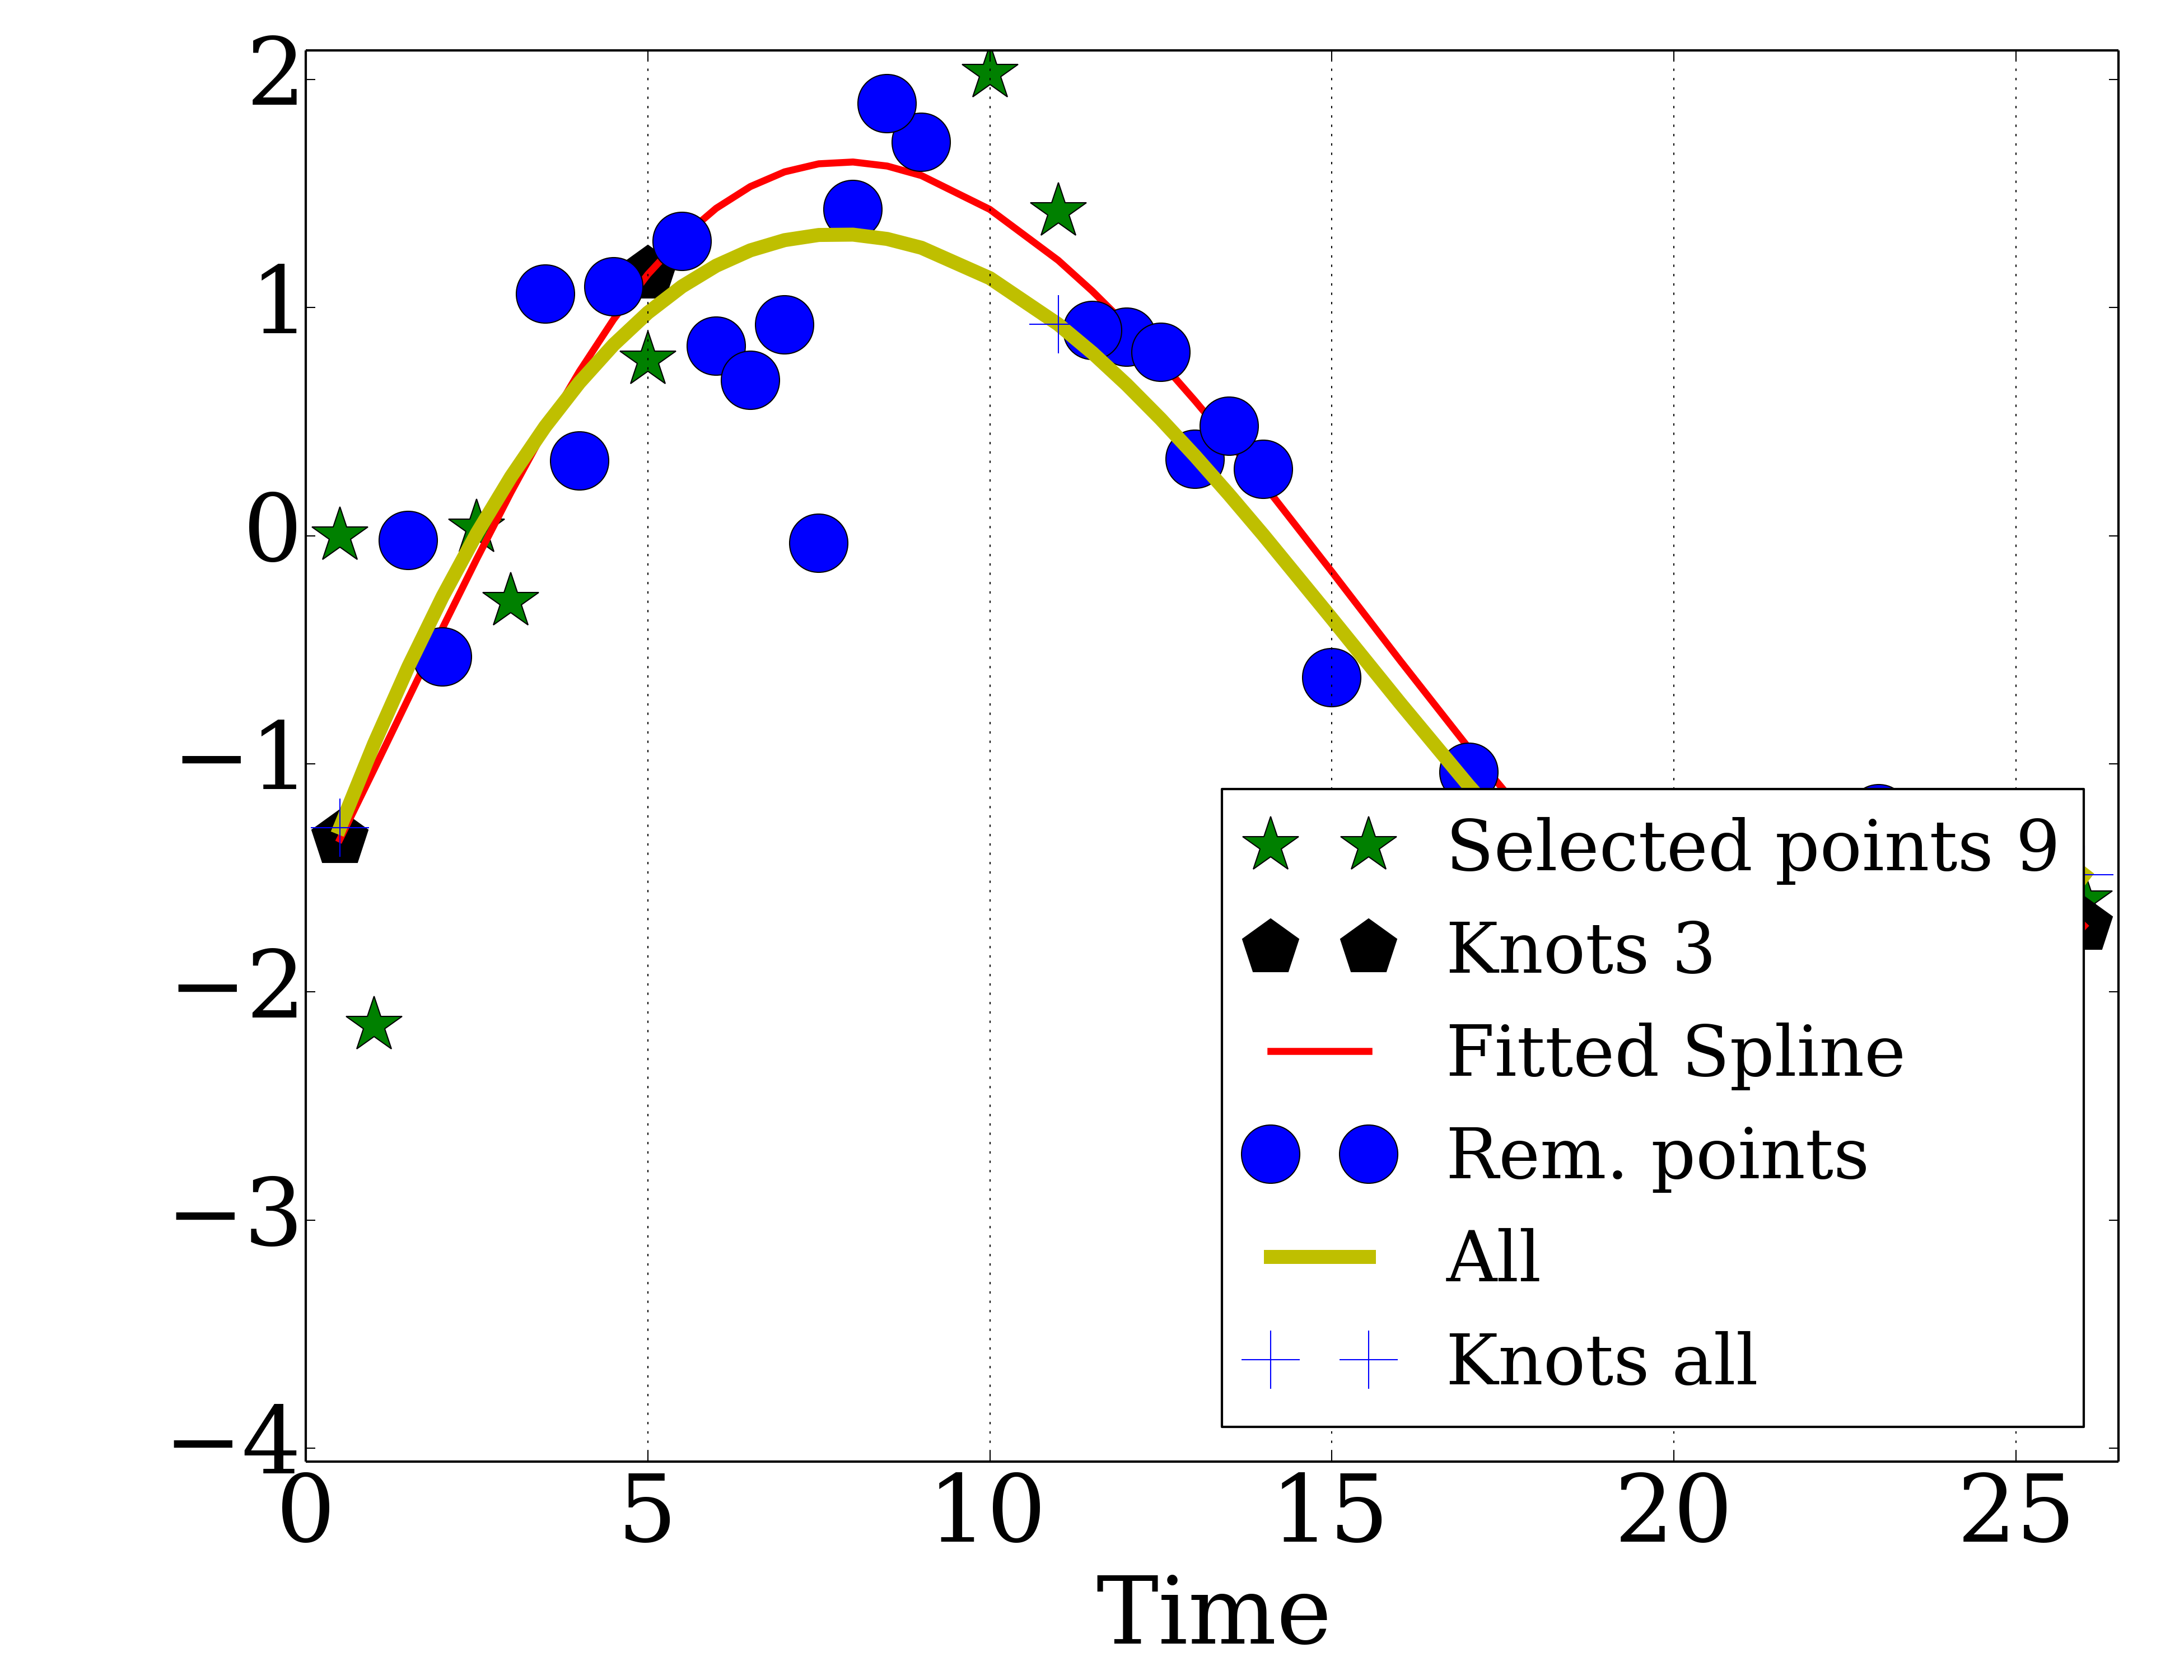 2
1
0
−1
−2
−3
−4
0 5 10 15 20 25
Time
Selected points 9
Knots 3
Fitted Spline
Rem. points
All
Knots all